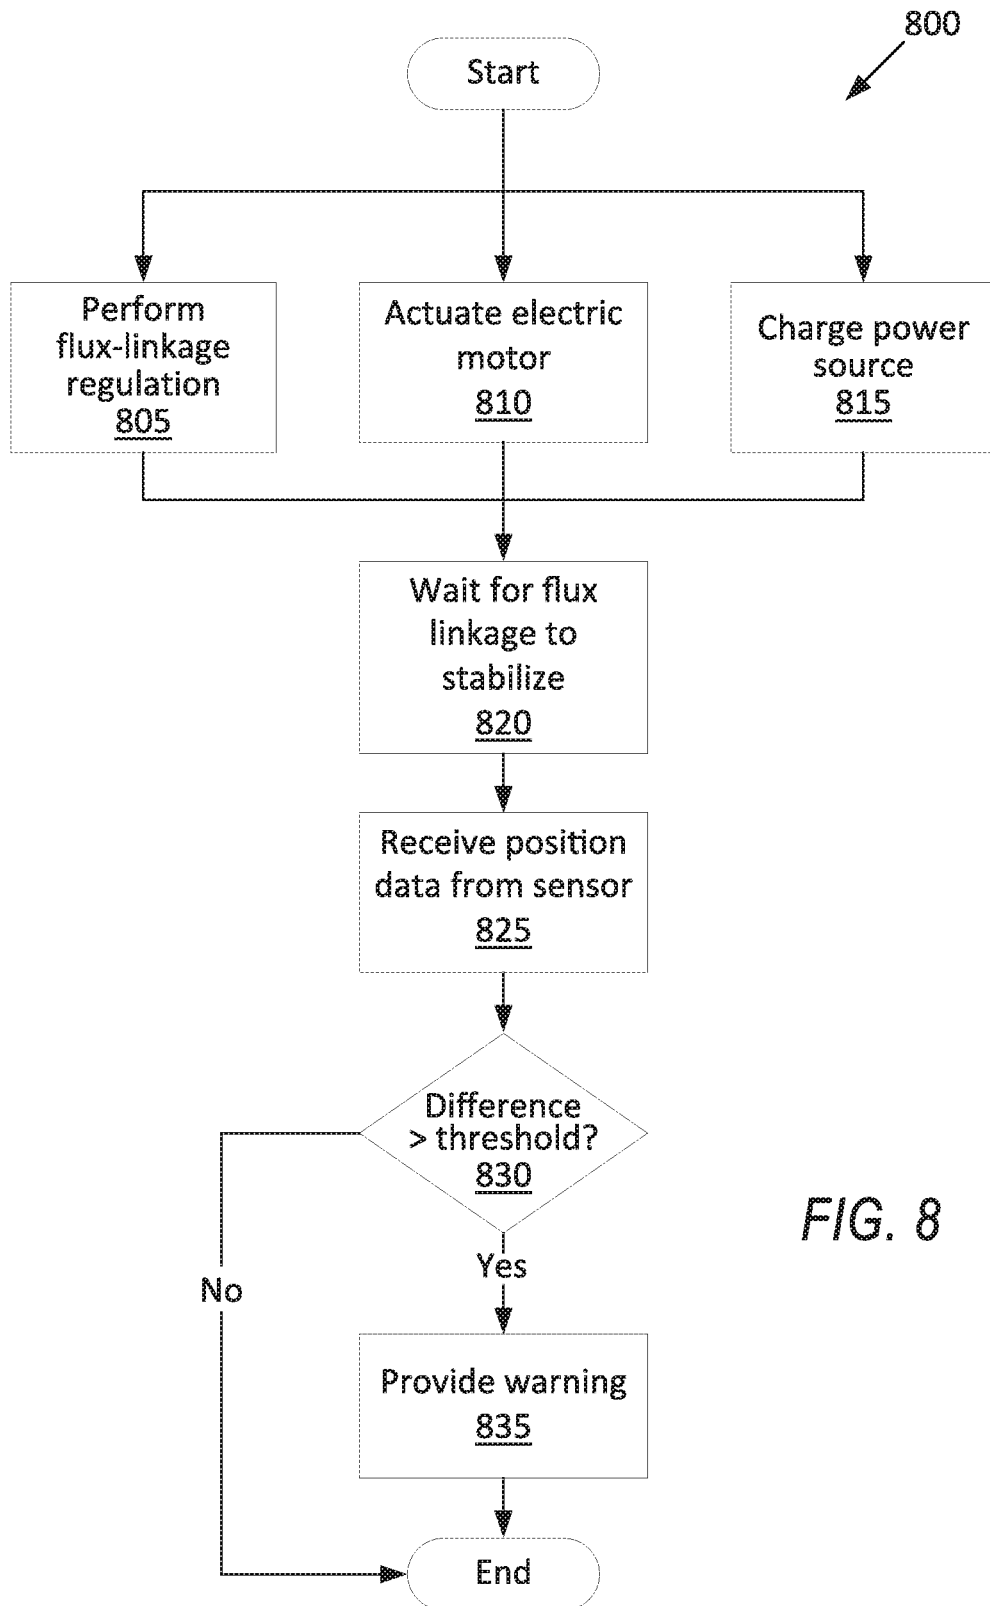 800
Start
Perform
flux-linkage
regulation
805
Actuate electric
motor
810
Charge power
source
815
Wait for flux
linkage to
stabilize
820
Receive position
data from sensor
825
Difference
> threshold?
830
FIG. 8
Yes
No
Provide warning
835
End